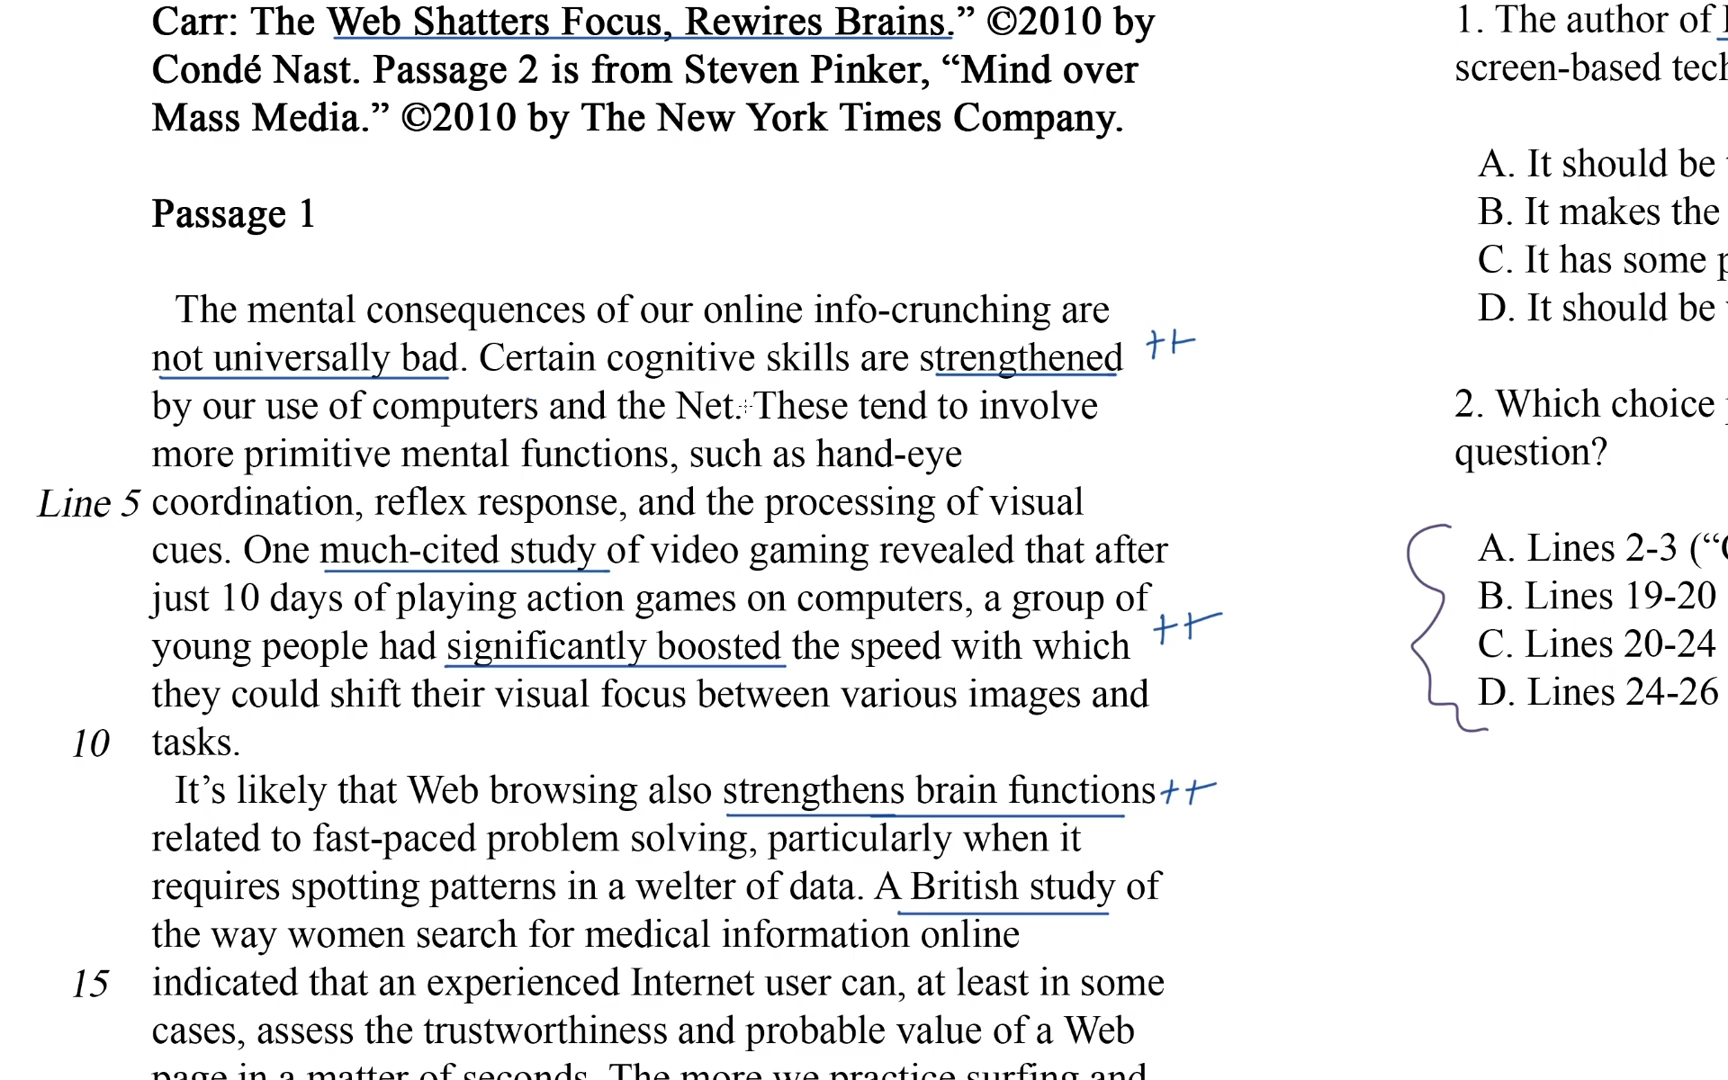 Carr: The Web Shatters Focus, Rewires Brains.” ©2010 by
Condé Nast. Passage 2 is from Steven Pinker, “Mind over
Mass Media.” ©2010 by The New York Times Company.
Passage 1
The mental consequences of our online info-crunching are
not universally bad. Certain cognitive skills are strengthened ++
by our use of computers and the Net. These tend to involve
more primitive mental functions, such as hand-eye
Line 5 coordination, reflex response, and the processing of visual
cues. One much-cited study of video gaming revealed that after
just 10 days of playing action games on computers, a group of
young people had significantly boosted the speed with which ++
they could shift their visual focus between various images and
10 tasks.
It’s likely that Web browsing also strengthens brain functions ++
related to fast-paced problem solving, particularly when it
requires spotting patterns in a welter of data. A British study of
the way women search for medical information online
15 indicated that an experienced Internet user can, at least in some
cases, assess the trustworthiness and probable value of a Web
page in a matter of seconds. The more we practice surfing and
1. The author of
screen-based
A. It should be
B. It makes the
C. It has some
D. It should be
2. Which choice
question?
A. Lines 2-3 (“
B. Lines 19-20
C. Lines 20-24
D. Lines 24-26